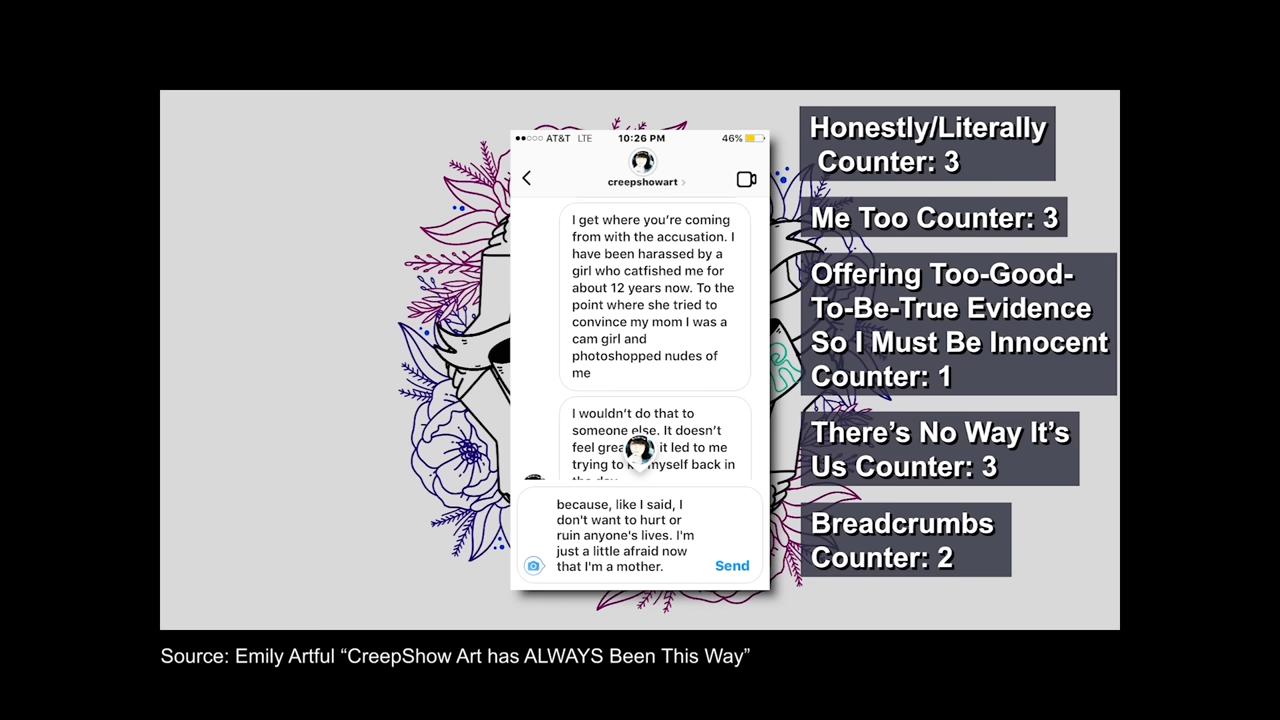 AT&T LTE 10:26 PM 46%
creepshowart
I get where you're coming
from with the accusation. I
have been harassed by a
girl who catfished me for
about 12 years now. To the
point where she tried to
convince my mom I was a
cam girl and
photoshopped nudes of
me
I wouldn't do that to
someone else. It doesn't
feel it led to me
trying to myself back in
because, like I said, I
don't want to hurt or
ruin anyone's lives. I'm
just a little afraid now
that I'm a mother.
Send
Honestly/Literally
Counter: 3
Me Too Counter: 3
Offering Too-Good-
To-Be-True Evidence
So I Must Be Innocent
Counter: 1
There's No Way It's
Us Counter: 3
Breadcrumbs
Counter: 2
Source: Emily Artful “CreepShow Art has ALWAYS Been This Way”